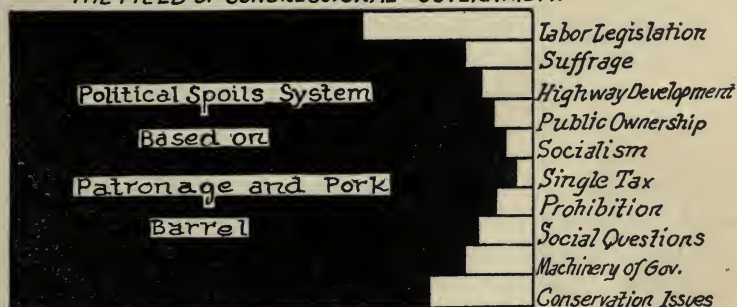 THE FIELD OF CONGRESSIONAL GOVERNMENT
Political Spoils System
Based on
Patronage and Pork
Barrel
Labor Legislation
Suffrage
Highway Development
Public Ownership
Socialism
Single Tax
Prohibition
Social Questions
Machinery of Gov.
Conservation Issues